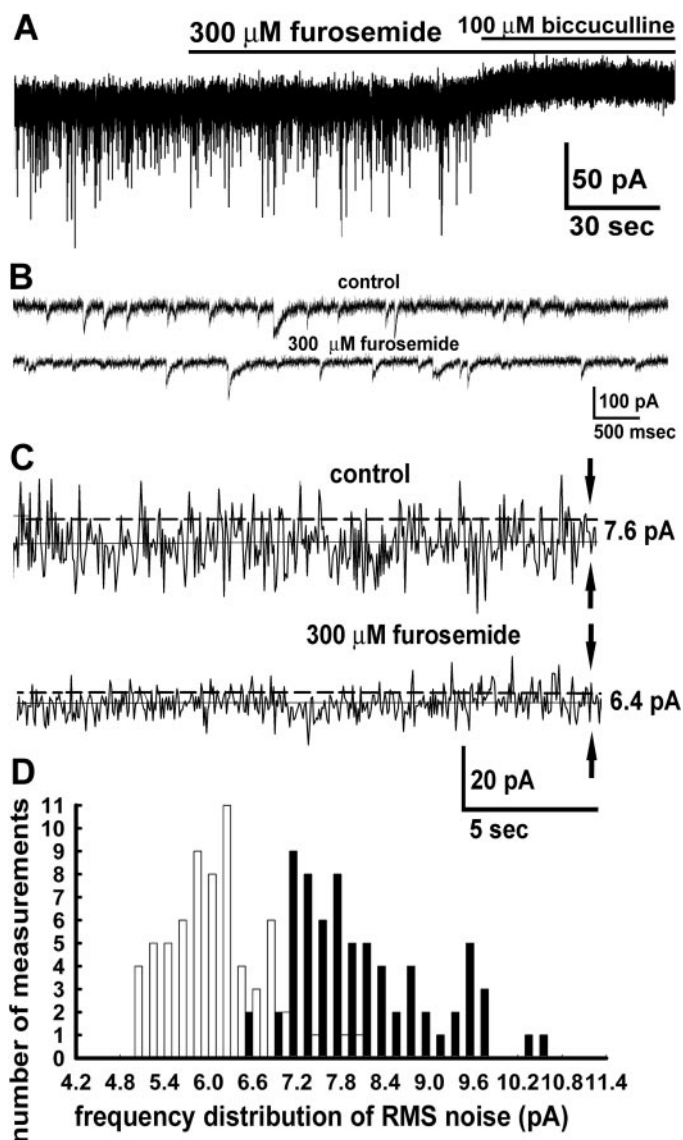 A
300 µM furosemide
100 µM biccuculline
50 pA
30 sec
B
control
300 µM furosemide
100 pA
500 msec
C
control
7.6 pA
300 µM furosemide
6.4 pA
20 pA
5 sec
D
number of measurements
11
10
9
8
7
6
5
4
3
2
1
0
4.2 4.8 5.4 6.0 6.6 7.2 7.8 8.4 9.0 9.6 10.2 10.8 11.4
frequency distribution of RMS noise (pA)